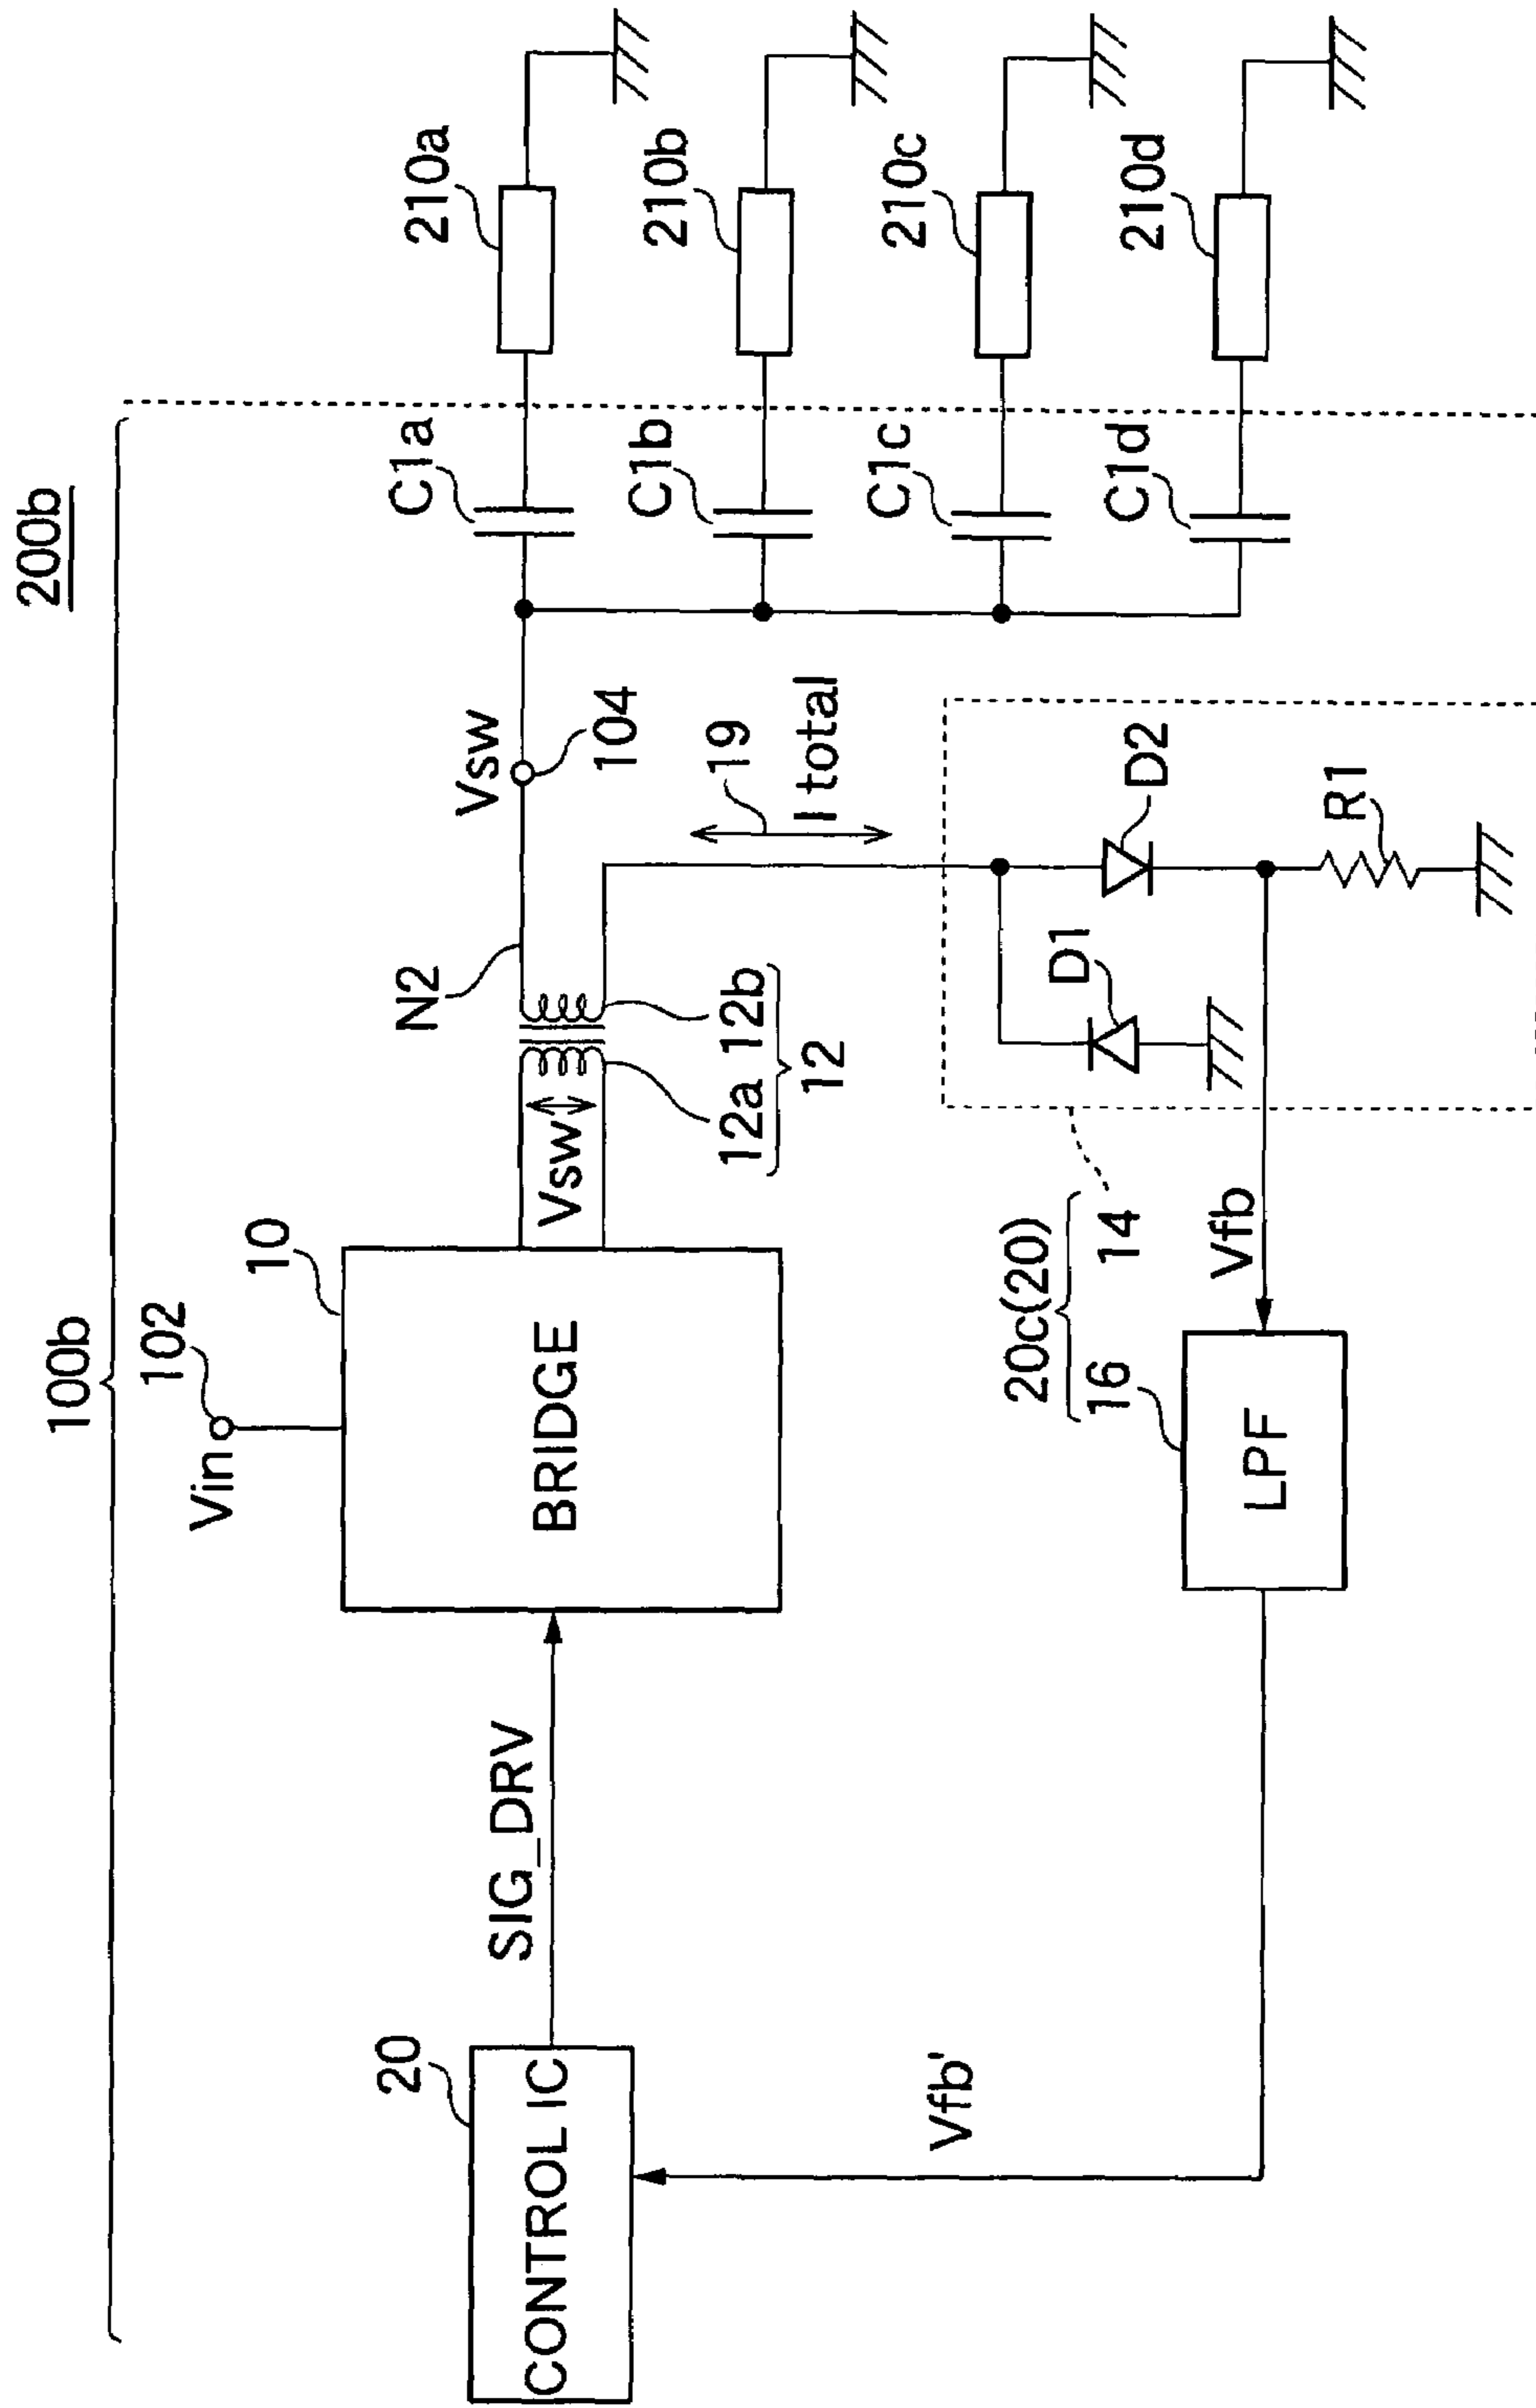 200b
100b
102
Vin
10
BRIDGE
Vsw
12a
12b
12
N2
Vsw
104
19
I total
C1a
210a
C1b
210b
C1c
210c
C1d
210d
20
CONTROL IC
SIG_DRV
20c(20)
16
14
LPF
Vfb
Vfb'
D1
D2
R1